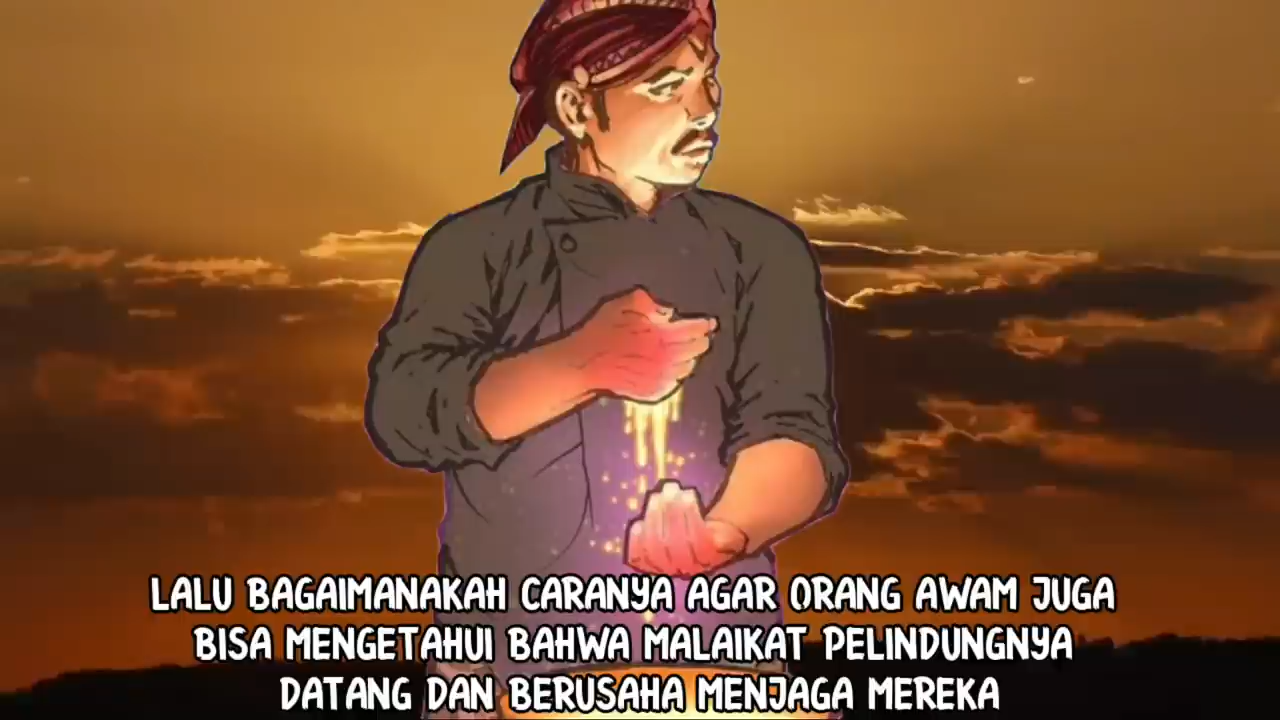 LALU BAGAIMANAKAH CARANYA AGAR ORANG AWAM JUGA
BISA MENGETAHUI BAHWA MALAIKAT PELINDUNGNYA
DATANG DAN BERUSAHA MENJAGA MEREKA